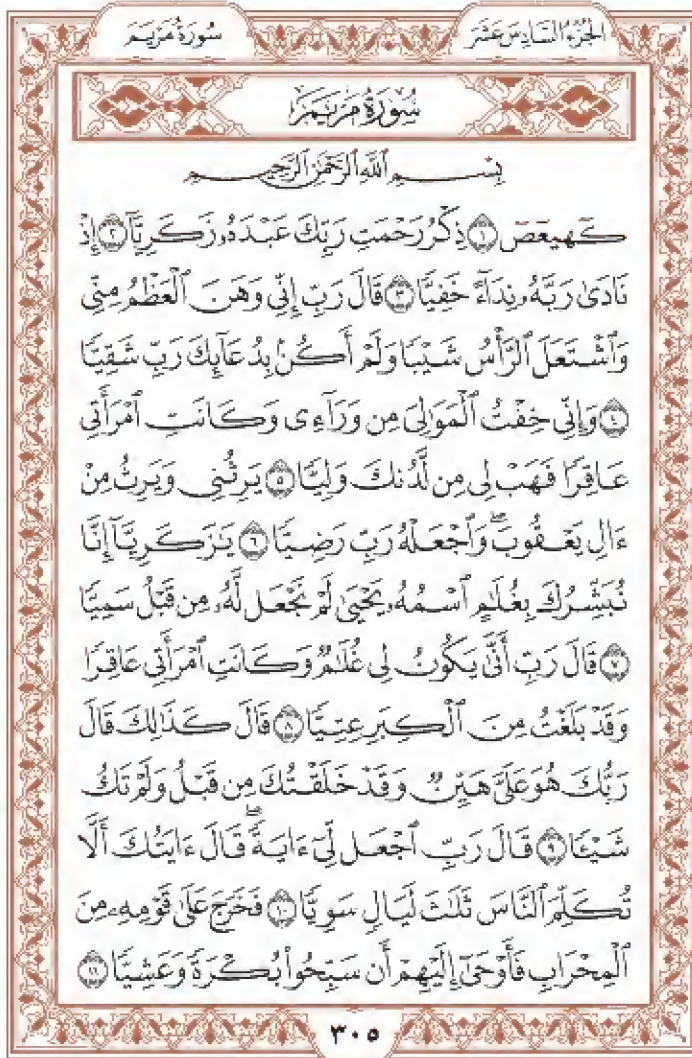 الجزء السادس عشر سورة مريم
سورة مريم
بسم الله الرحمن الرحيم
كٓهيعٓصٓ ۝١ ذِكْرُ رَحْمَتِ رَبِّكَ عَبْدَهُۥ زَكَرِيَّآ ۝٢ إِذْ
نَادَىٰ رَبَّهُۥ نِدَآءً خَفِيًّا ۝٣ قَالَ رَبِّ إِنِّى وَهَنَ ٱلْعَظْمُ مِنِّى
وَٱشْتَعَلَ ٱلرَّأْسُ شَيْبًا وَلَمْ أَكُنۢ بِدُعَآئِكَ رَبِّ شَقِيًّا
۝٤ وَإِنِّى خِفْتُ ٱلْمَوَٰلِىَ مِن وَرَآءِى وَكَانَتِ ٱمْرَأَتِى
عَاقِرًا فَهَبْ لِى مِن لَّدُنكَ وَلِيًّا ۝٥ يَرِثُنِى وَيَرِثُ مِنْ
ءَالِ يَعْقُوبَ ۖ وَٱجْعَلْهُ رَبِّ رَضِيًّا ۝٦ يَٰزَكَرِيَّآ إِنَّا
نُبَشِّرُكَ بِغُلَٰمٍ ٱسْمُهُۥ يَحْيَىٰ لَمْ نَجْعَل لَّهُۥ مِن قَبْلُ سَمِيًّا
۝٧ قَالَ رَبِّ أَنَّىٰ يَكُونُ لِى غُلَٰمٌ وَكَانَتِ ٱمْرَأَتِى عَاقِرًا
وَقَدْ بَلَغْتُ مِنَ ٱلْكِبَرِ عِتِيًّا ۝٨ قَالَ كَذَٰلِكَ قَالَ
رَبُّكَ هُوَ عَلَىَّ هَيِّنٌ وَقَدْ خَلَقْتُكَ مِن قَبْلُ وَلَمْ تَكُ
شَيْـًٔا ۝٩ قَالَ رَبِّ ٱجْعَل لِّىٓ ءَايَةً ۚ قَالَ ءَايَتُكَ أَلَّا
تُكَلِّمَ ٱلنَّاسَ ثَلَٰثَ لَيَالٍ سَوِيًّا ۝١٠ فَخَرَجَ عَلَىٰ قَوْمِهِۦ مِنَ
ٱلْمِحْرَابِ فَأَوْحَىٰٓ إِلَيْهِمْ أَن سَبِّحُوا۟ بُكْرَةً وَعَشِيًّا ۝١١
٣٠٥